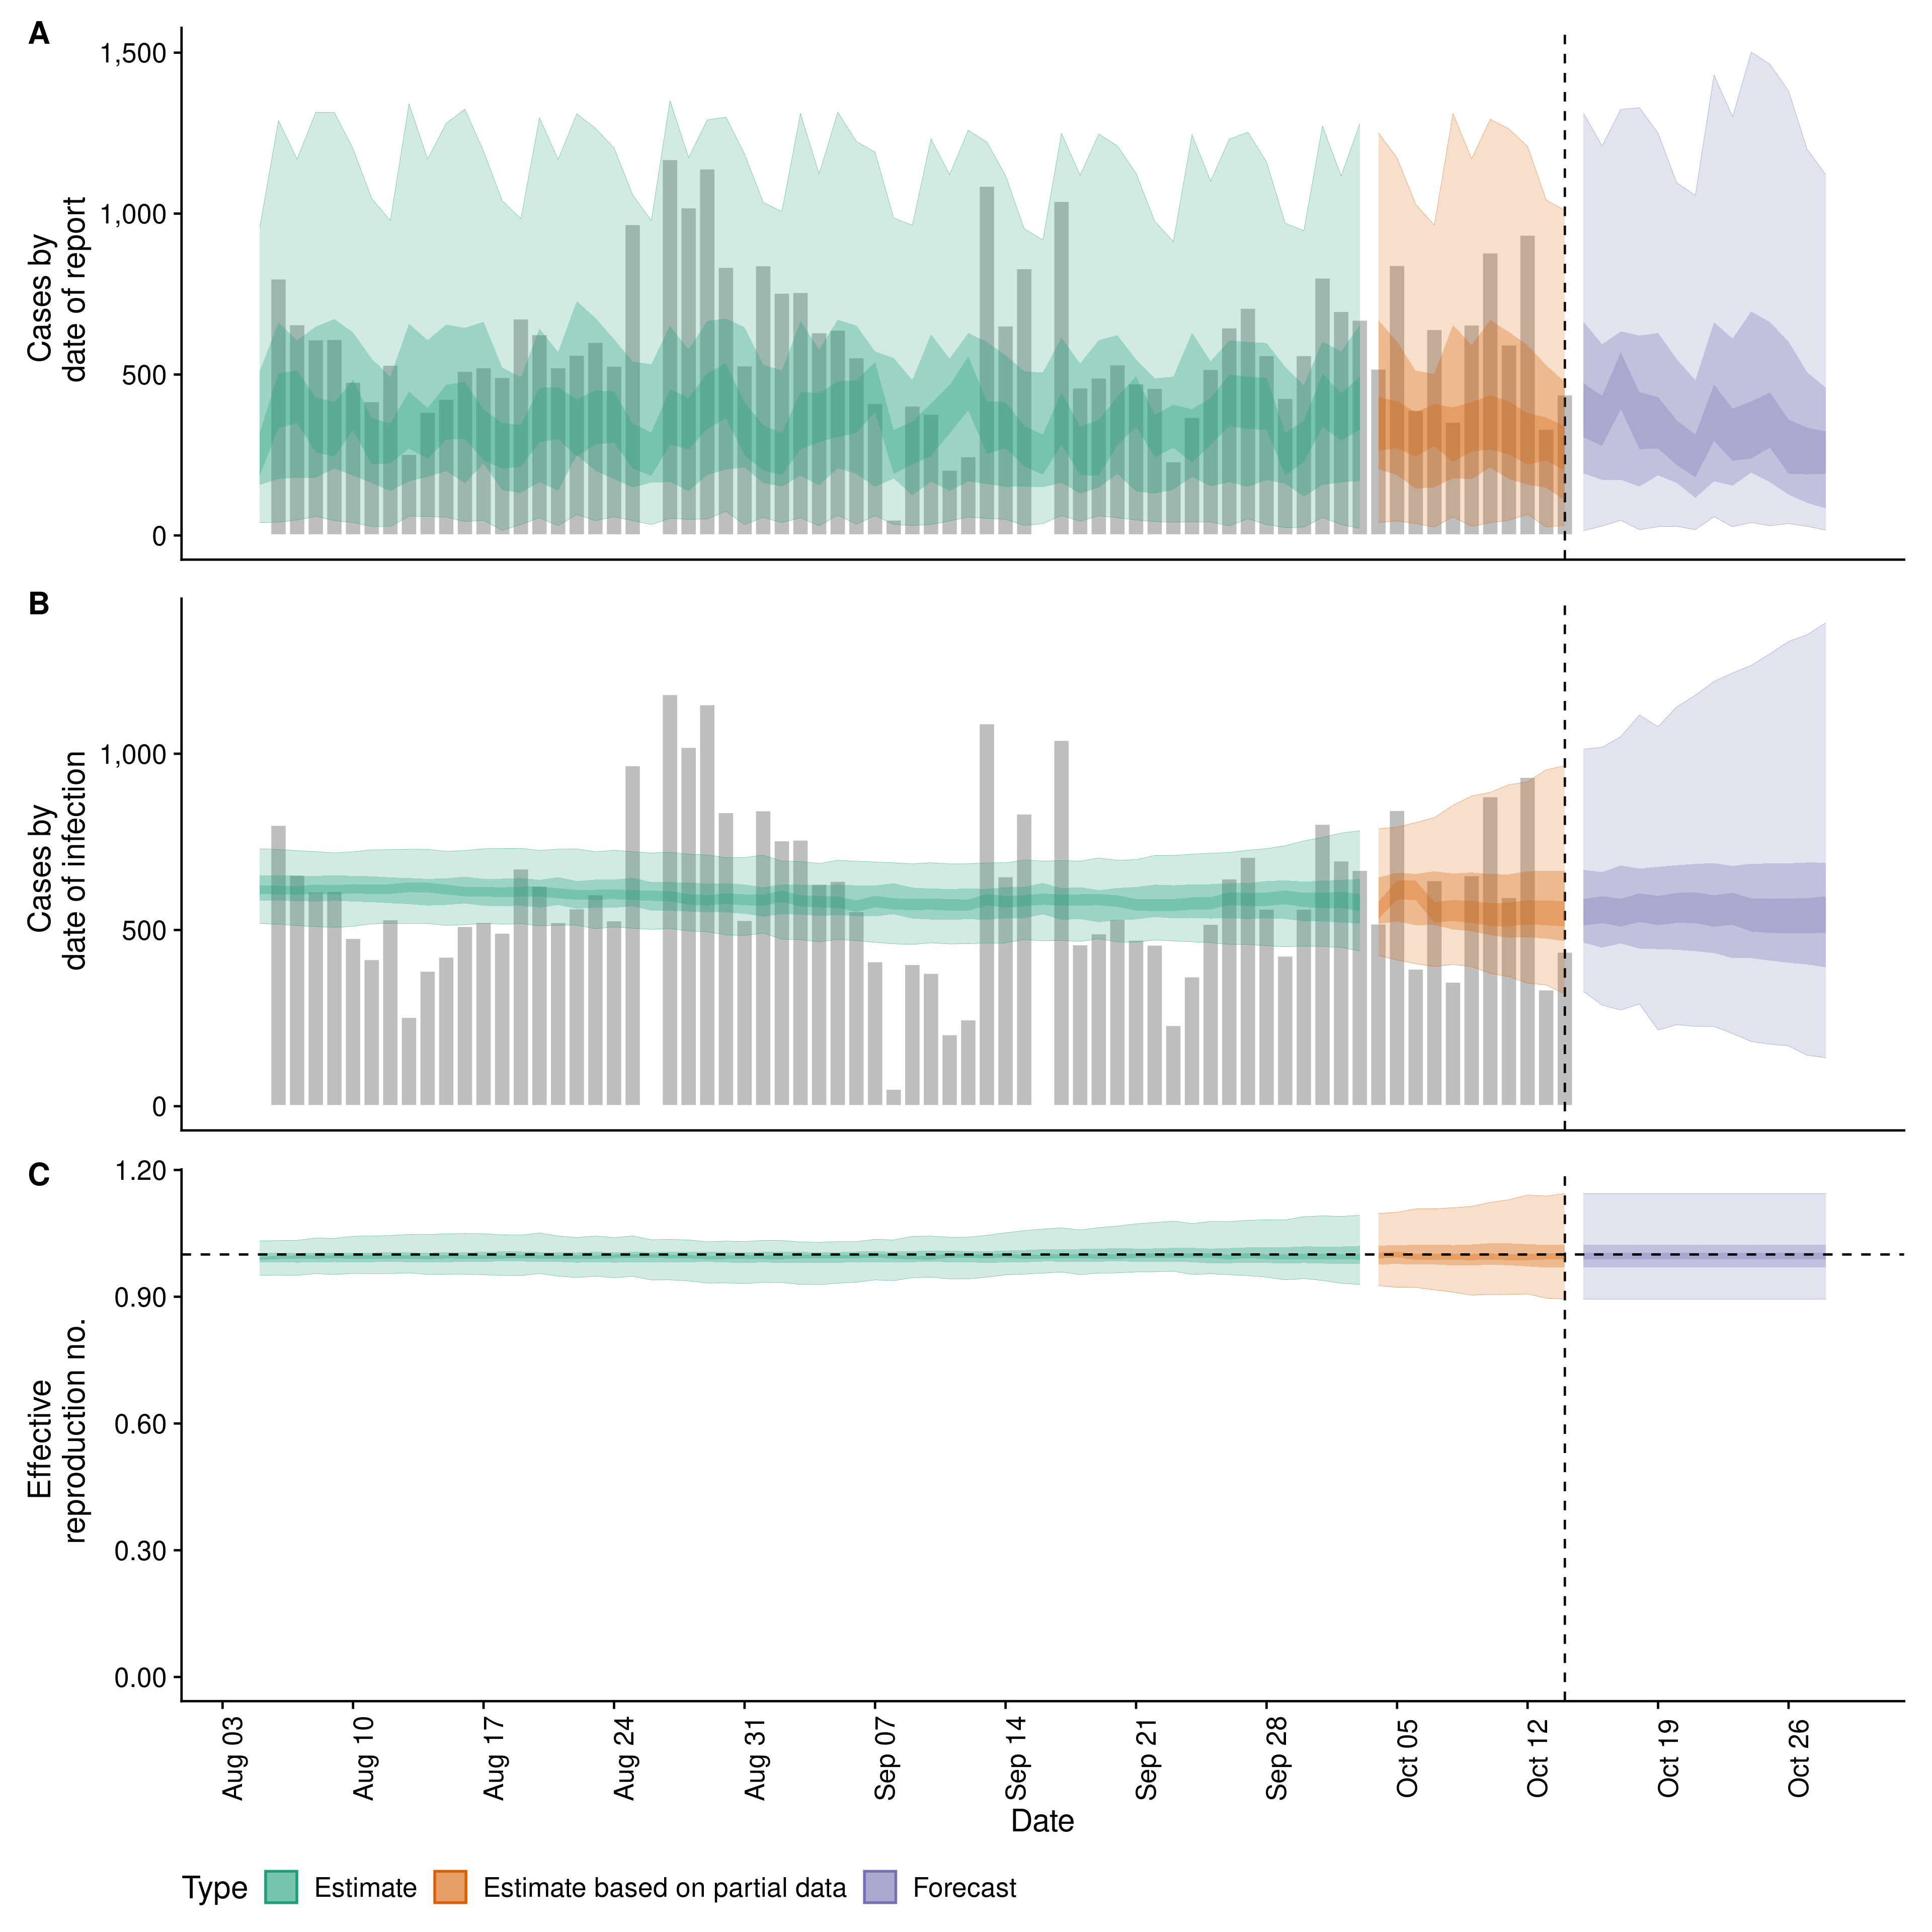 A
1,500
1,000
500
0
Cases by
date of report
B
1,000
500
0
Cases by
date of infection
C
1.20
0.90
0.60
0.30
0.00
Effective
reproduction no.
Aug 03
Aug 10
Aug 17
Aug 24
Aug 31
Sep 07
Sep 14
Sep 21
Sep 28
Oct 05
Oct 12
Oct 19
Oct 26
Date
Type Estimate Estimate based on partial data Forecast